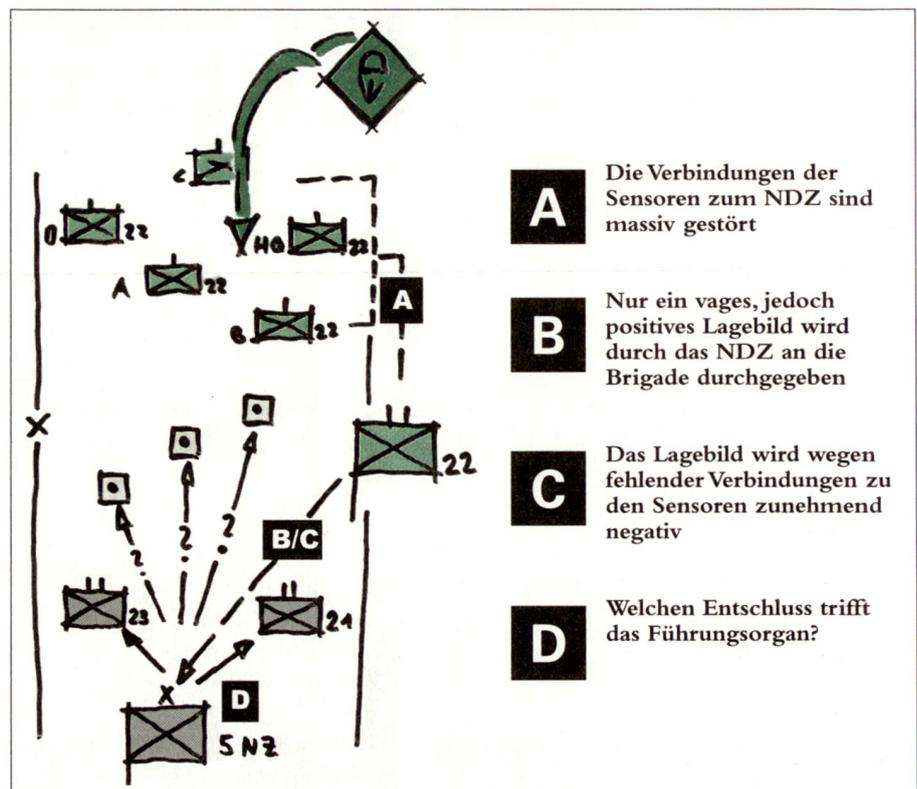 C
O
22
HQ
22
A
22
B
22
A
X
22
?
?
?
B/C
23
21
X
D
5 NZ
A
Die Verbindungen der
Sensoren zum NDZ sind
massiv gestört
B
Nur ein vages, jedoch
positives Lagebild wird
durch das NDZ an die
Brigade durchgegeben
C
Das Lagebild wird wegen
fehlender Verbindungen zu
den Sensoren zunehmend
negativ
D
Welchen Entschluss trifft
das Führungsorgan?